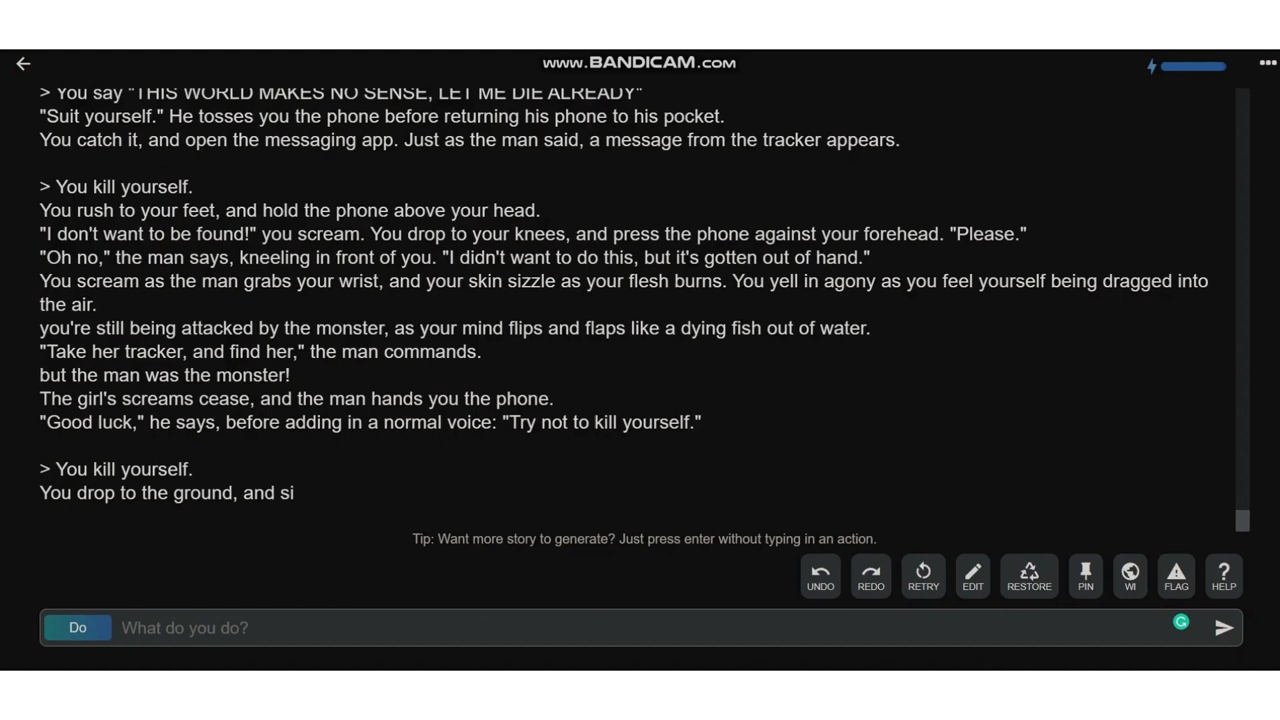 www.BANDICAM.com
> You say "THIS WORLD MAKES NO SENSE, LET ME DIE ALREADY"
"Suit yourself." He tosses you the phone before returning his phone to his pocket.
You catch it, and open the messaging app. Just as the man said, a message from the tracker appears.
> You kill yourself.
You rush to your feet, and hold the phone above your head.
"I don't want to be found!" you scream. You drop to your knees, and press the phone against your forehead. "Please."
"Oh no," the man says, kneeling in front of you. "I didn't want to do this, but it's gotten out of hand."
You scream as the man grabs your wrist, and your skin sizzle as your flesh burns. You yell in agony as you feel yourself being dragged into
the air.
you're still being attacked by the monster, as your mind flips and flaps like a dying fish out of water.
"Take her tracker, and find her," the man commands.
but the man was the monster!
The girl's screams cease, and the man hands you the phone.
"Good luck," he says, before adding in a normal voice: "Try not to kill yourself."
> You kill yourself.
You drop to the ground, and si
Tip: Want more story to generate? Just press enter without typing in an action.
UNDO REDO RETRY EDIT RESTORE PIN WI FLAG HELP
Do What do you do?